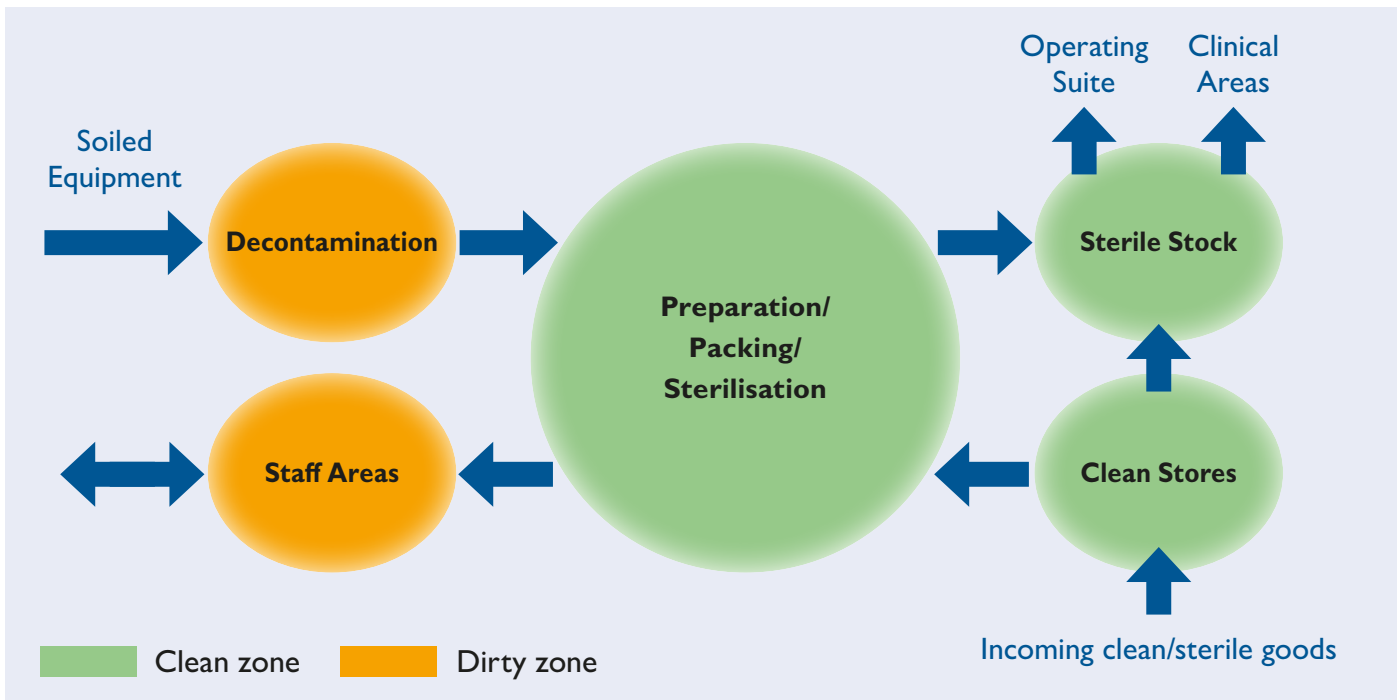 Operating
Suite
Clinical
Areas
Soiled
Equipment
Decontamination
Preparation/
Packing/
Sterilisation
Sterile Stock
Staff Areas
Clean Stores
Incoming clean/sterile goods
Clean zone
Dirty zone